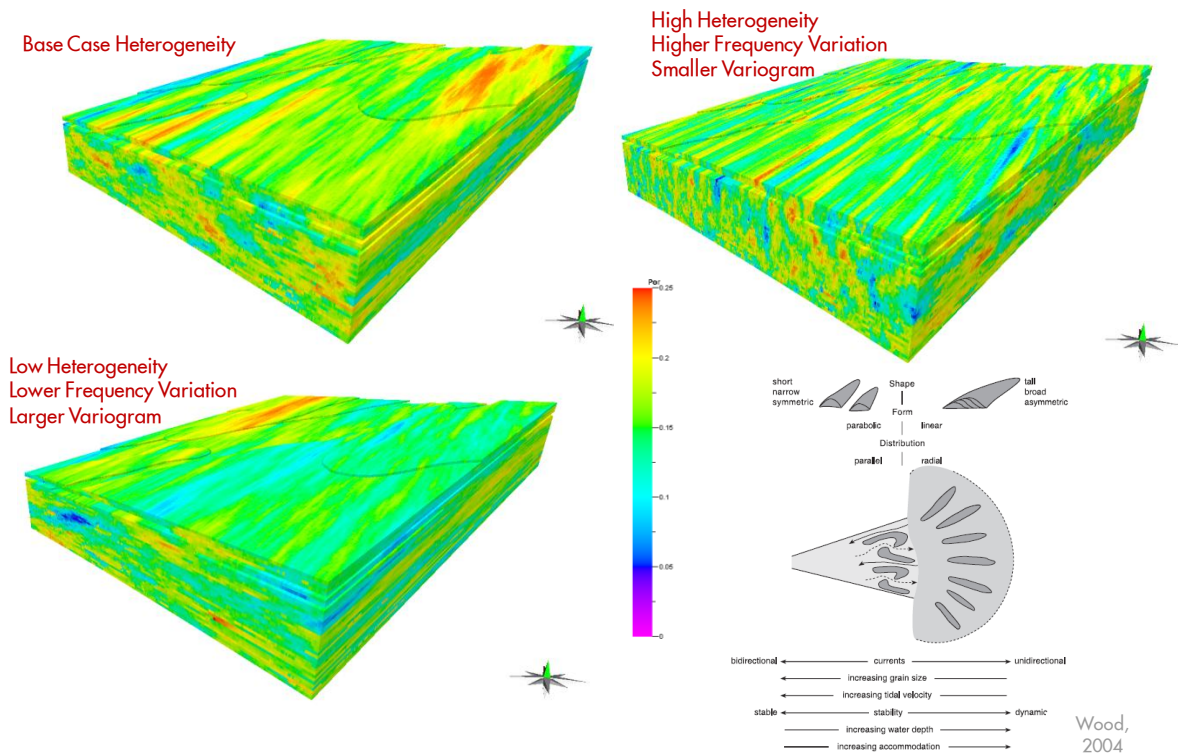 Base Case Heterogeneity
High Heterogeneity
Higher Frequency Variation
Smaller Variogram
Low Heterogeneity
Lower Frequency Variation
Larger Variogram
Por
0.25
0.2
0.15
0.1
0.05
0
short
narrow
symmetric
Shape
tall
broad
asymmetric
Form
parabolic
linear
Distribution
parallel
radial
bidirectional
currents
unidirectional
increasing grain size
increasing tidal velocity
stable
stability
dynamic
increasing water depth
increasing accommodation
Wood,
2004